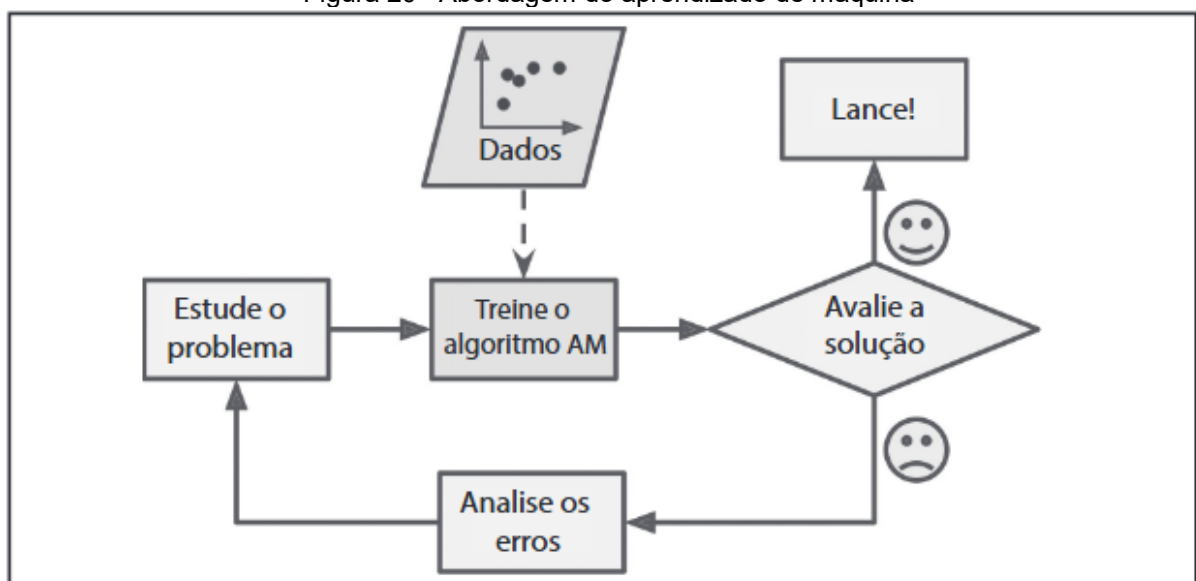 Dados
Lance!
Estude o
problema
Treine o
algoritmo AM
Avalie a
solução
Analise os
erros